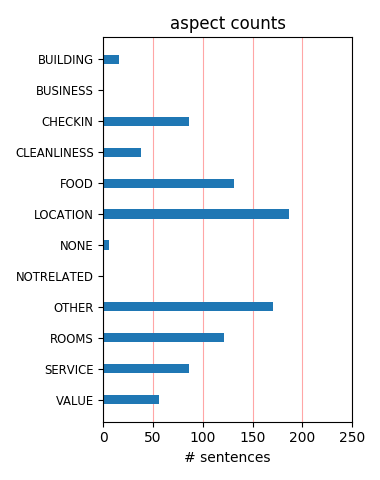 aspect counts
BUILDING
BUSINESS
CHECKIN
CLEANLINESS
FOOD
LOCATION
NONE
NOTRELATED
OTHER
ROOMS
SERVICE
VALUE
0 50 100 150 200 250
# sentences